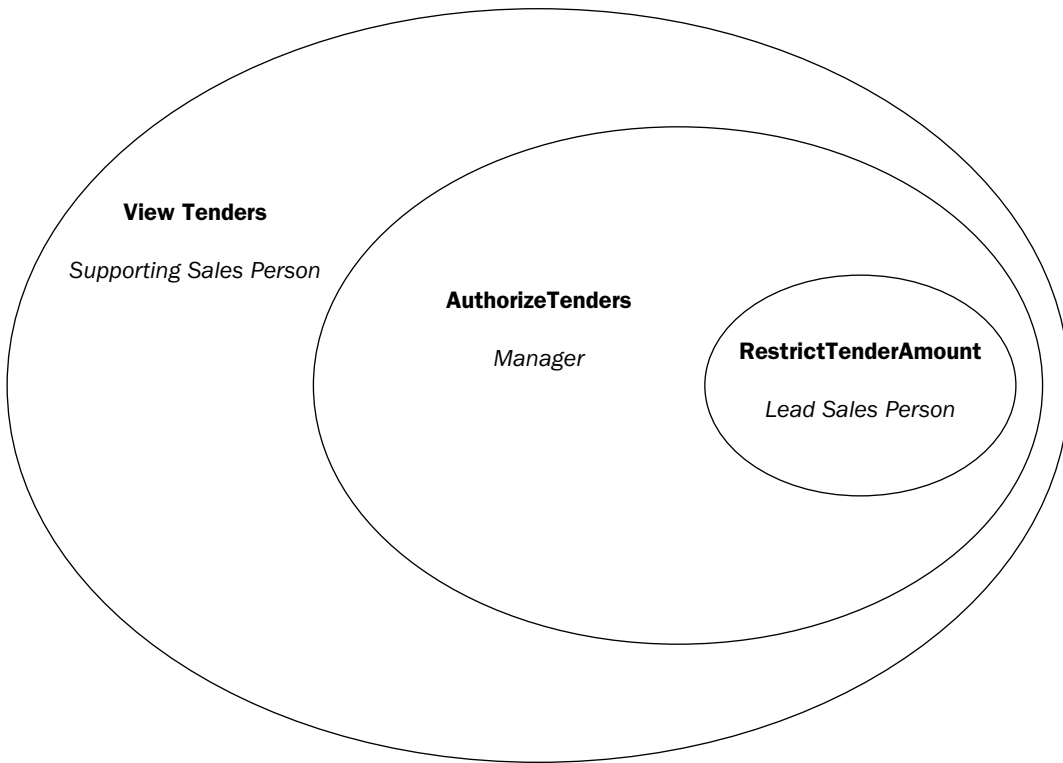 View Tenders
Supporting Sales Person
AuthorizeTenders
Manager
RestrictTenderAmount
Lead Sales Person